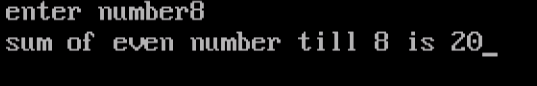 enter number8
sum of even number till 8 is 20_